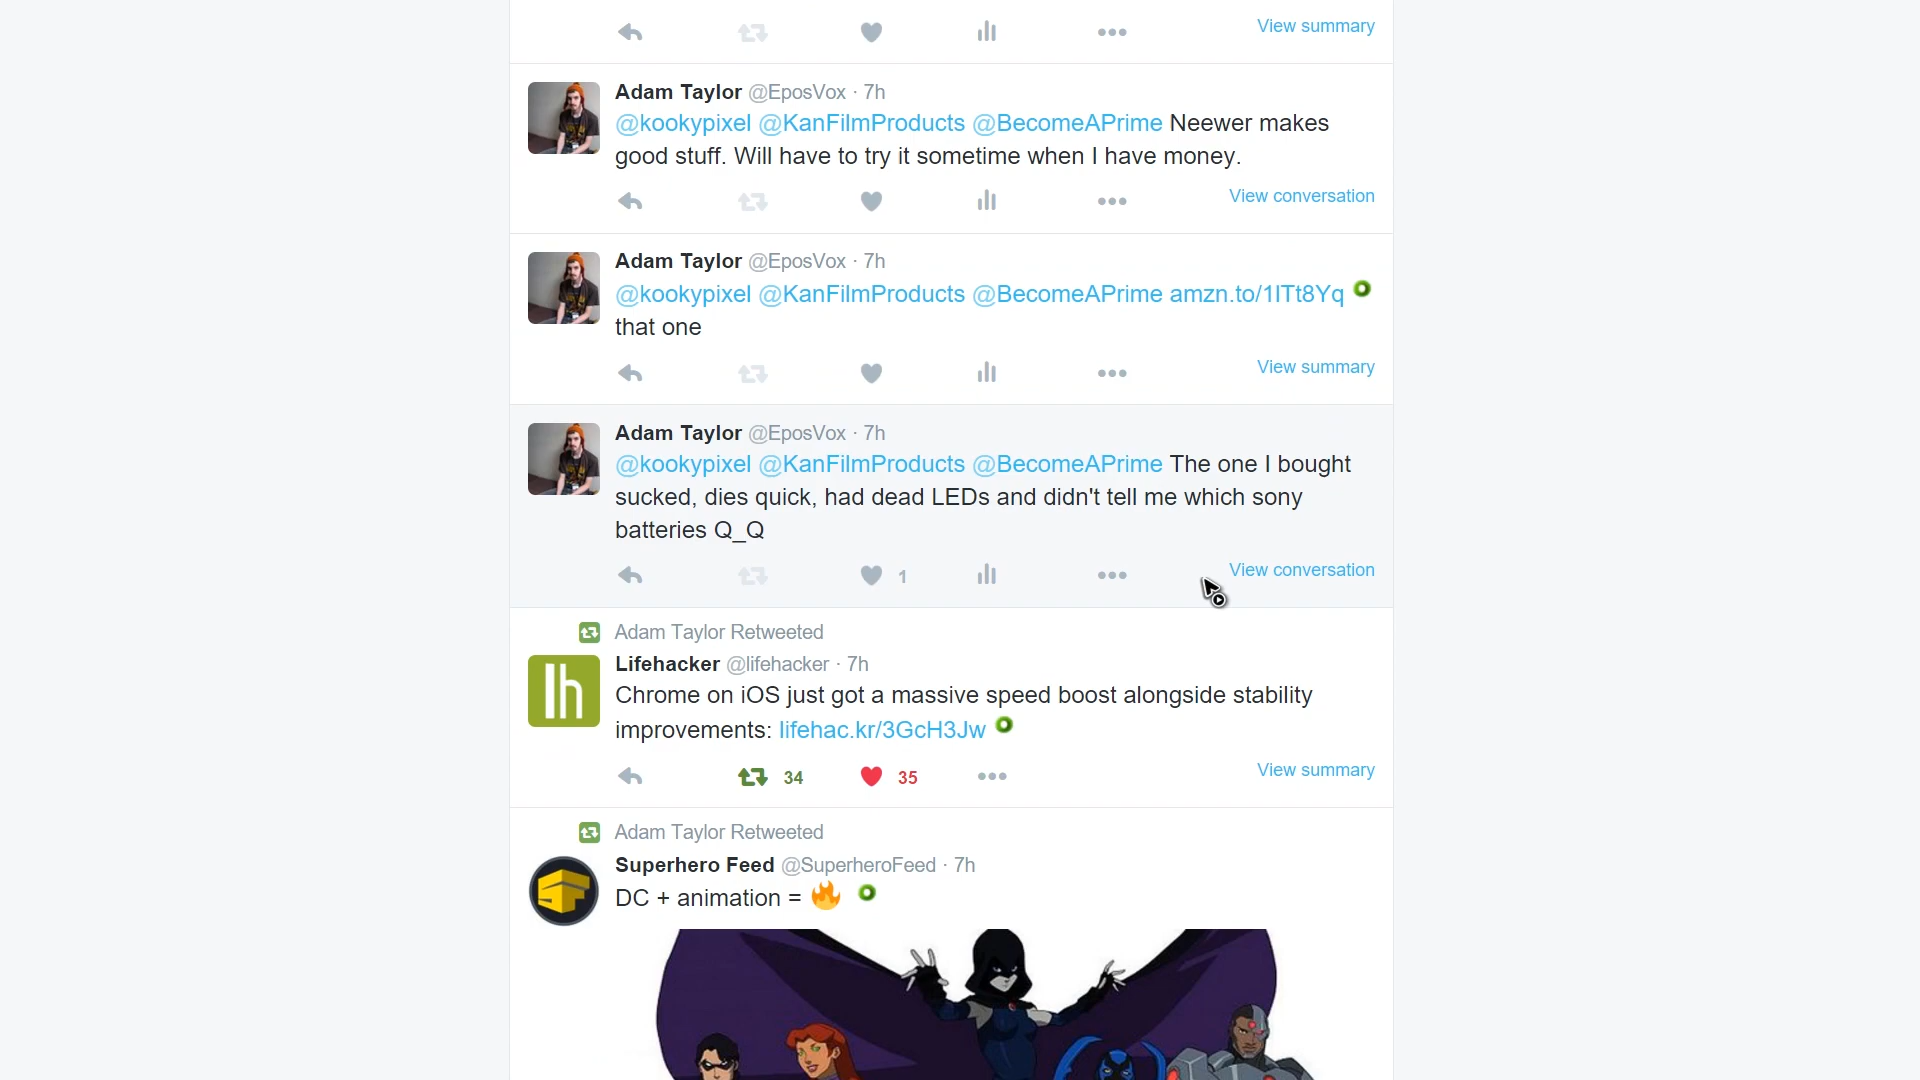 View summary
Adam Taylor @EposVox · 7h
@kookypixel @KanFilmProducts @BecomeAPrime Neewer makes
good stuff. Will have to try it sometime when I have money.
View conversation
Adam Taylor @EposVox · 7h
@kookypixel @KanFilmProducts @BecomeAPrime amzn.to/1ITt8Yq
that one
View summary
Adam Taylor @EposVox · 7h
@kookypixel @KanFilmProducts @BecomeAPrime The one I bought
sucked, dies quick, had dead LEDs and didn't tell me which sony
batteries Q_Q
1
View conversation
Adam Taylor Retweeted
Lifehacker @lifehacker · 7h
lh
Chrome on iOS just got a massive speed boost alongside stability
improvements: lifehac.kr/3GcH3Jw
34 35
View summary
Adam Taylor Retweeted
Superhero Feed @SuperheroFeed · 7h
SF
DC + animation = 🔥